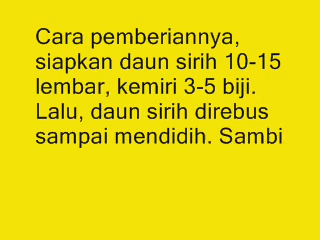 Cara pemberiannya,
siapkan daun sirih 10-15
lembar, kemiri 3-5 biji.
Lalu, daun sirih direbus
sampai mendidih. Sambi